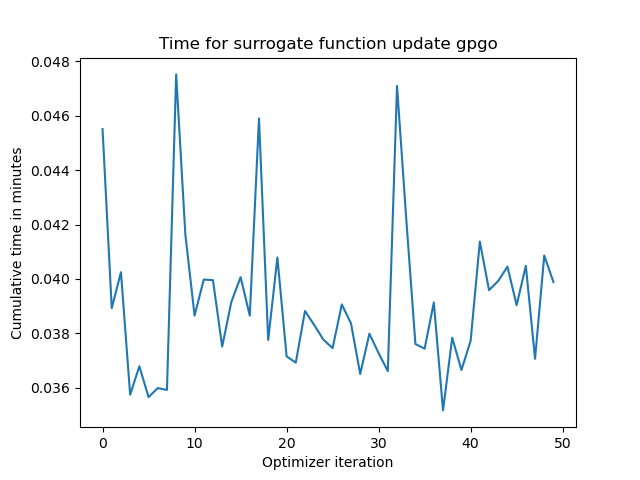 Time for surrogate function update gpgo
0.048
0.046
0.044
0.042
0.040
0.038
0.036
Cumulative time in minutes
0 10 20 30 40 50
Optimizer iteration